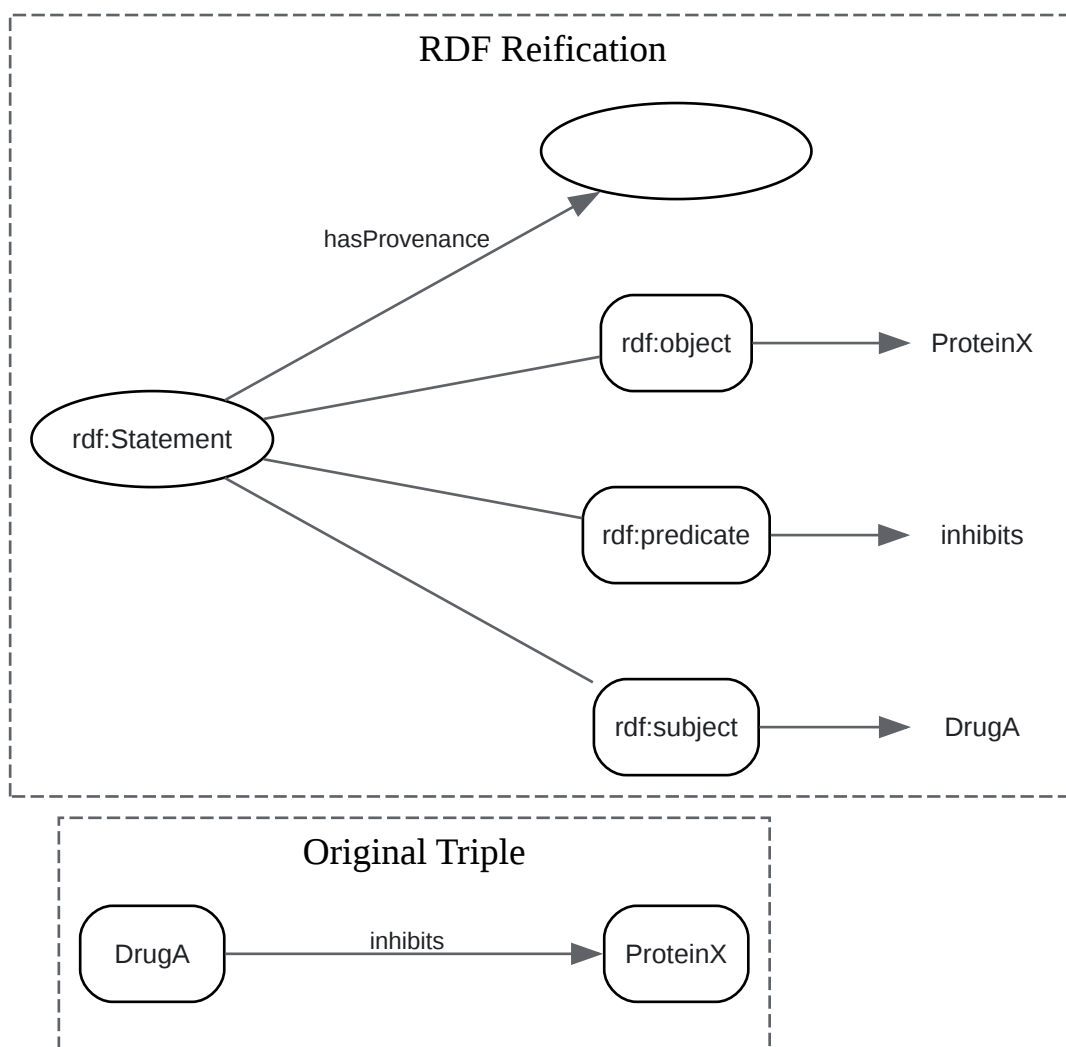 RDF Reification
hasProvenance
rdf:object
ProteinX
rdf:Statement
rdf:predicate
inhibits
rdf:subject
DrugA
Original Triple
DrugA
inhibits
ProteinX